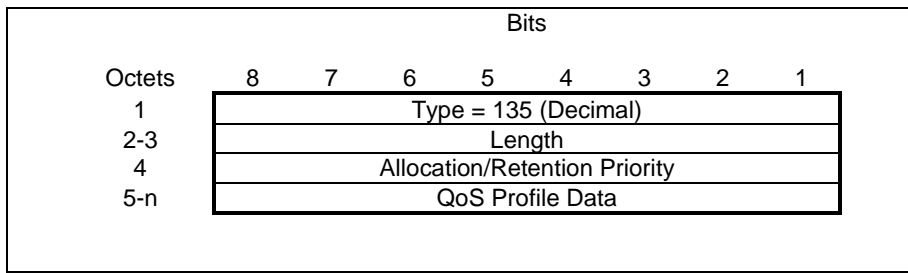 Bits
Octets 8 7 6 5 4 3 2 1
1 Type = 135 (Decimal)
2-3 Length
4 Allocation/Retention Priority
5-n QoS Profile Data